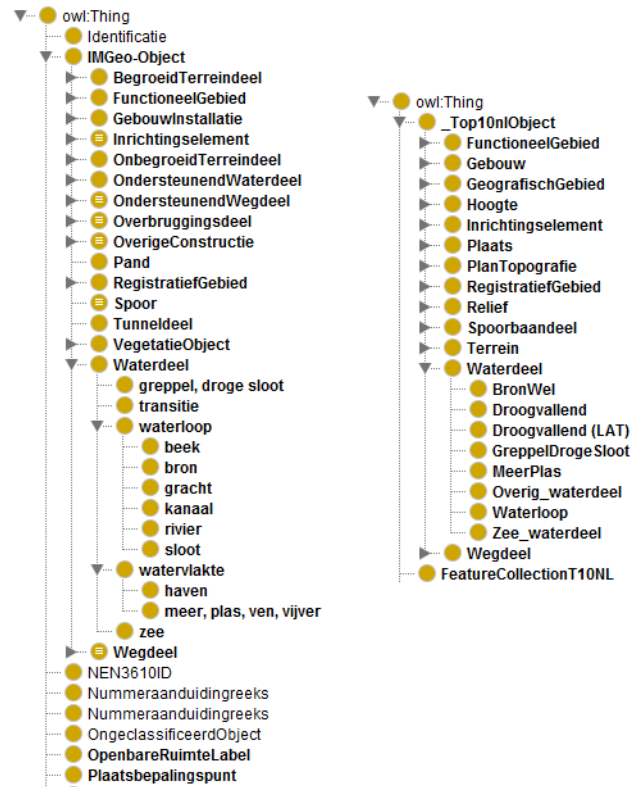 owl:Thing
Identificatie
IMGeo-Object
BegroeidTerreindeel
FunctioneelGebied
GebouwInstallatie
Inrichtingselement
OnbegroeidTerreindeel
OndersteunendWaterdeel
OndersteunendWegdeel
Overbruggingsdeel
OverigeConstructie
Pand
RegistratiefGebied
Spoor
Tunneldeel
VegetatieObject
Waterdeel
greppel, droge sloot
transitie
waterloop
beek
bron
gracht
kanaal
rivier
sloot
watervlakte
haven
meer, plas, ven, vijver
zee
Wegdeel
NEN3610ID
Nummeraanduidingreeks
Nummeraanduidingreeks
OngeclassificeerdObject
OpenbareRuimteLabel
Plaatsbepalingspunt
owl:Thing
_Top10nlObject
FunctioneelGebied
Gebouw
GeografischGebied
Hoogte
Inrichtingselement
Plaats
PlanTopografie
RegistratiefGebied
Relief
Spoorbaandeel
Terrein
Waterdeel
BronWel
Droogvallend
Droogvallend (LAT)
GreppelDrogeSloot
MeerPlas
Overig_waterdeel
Waterloop
Zee_waterdeel
Wegdeel
FeatureCollectionT10NL